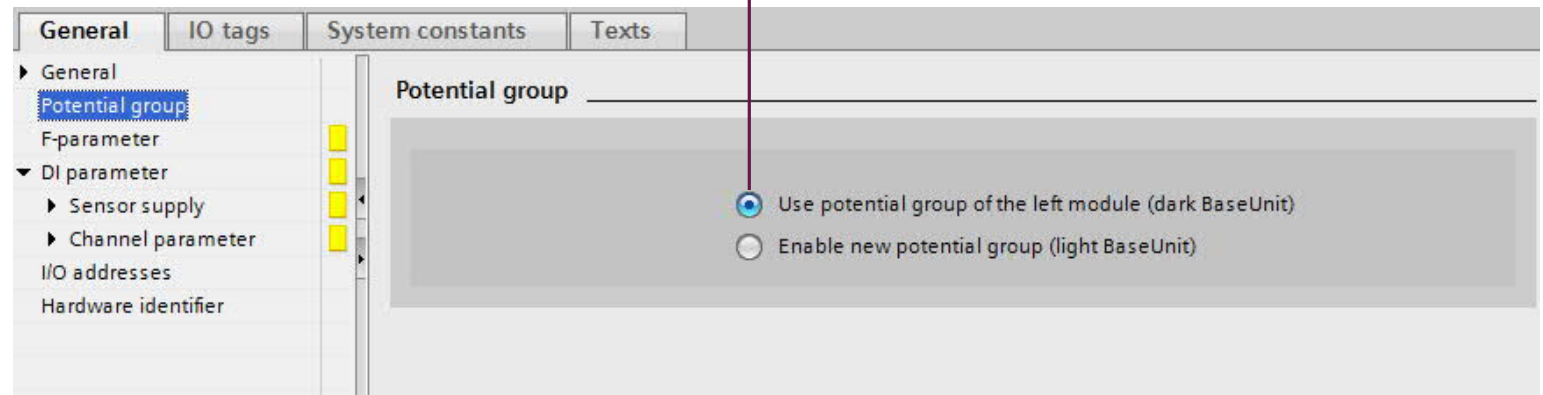 General IO tags System constants Texts
General
Potential group
F-parameter
DI parameter
Sensor supply
Channel parameter
I/O addresses
Hardware identifier
Potential group
Use potential group of the left module (dark BaseUnit)
Enable new potential group (light BaseUnit)